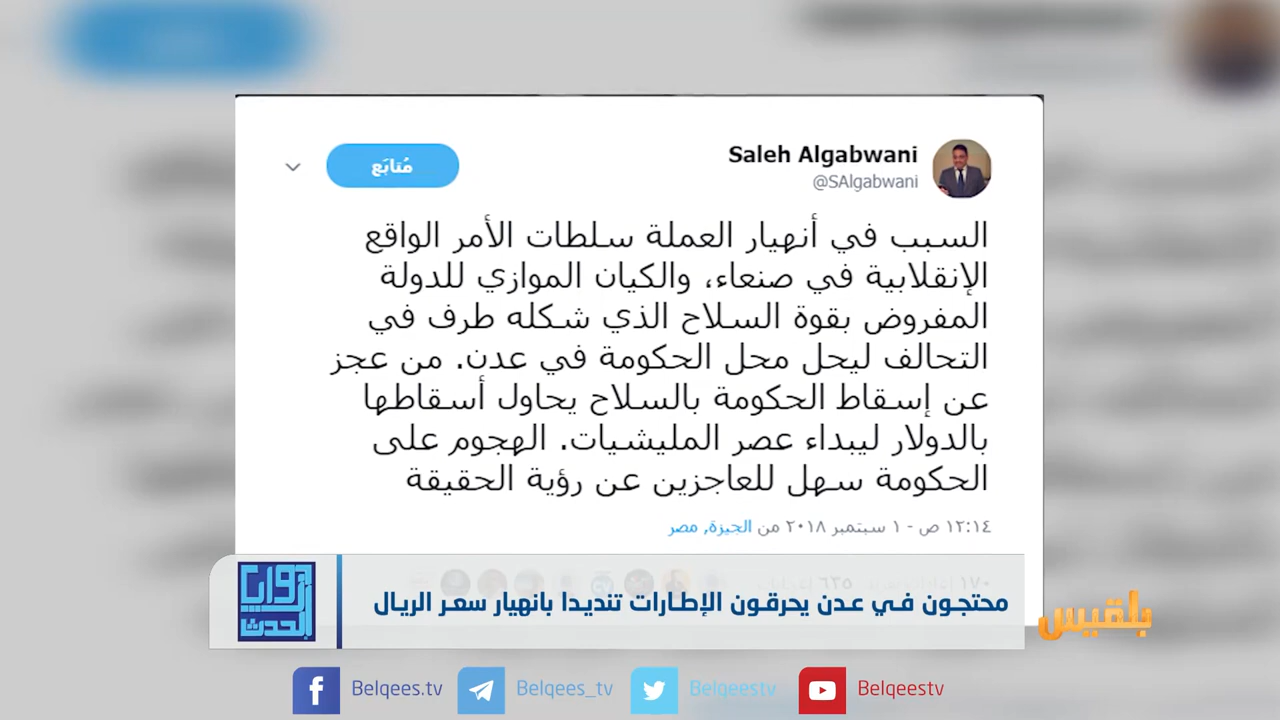 Saleh Algabwani
@SAlgabwani
مُتابَع
السبب في أنهيار العملة سلطات الأمر الواقع
الإنقلابية في صنعاء، والكيان الموازي للدولة
المفروض بقوة السلاح الذي شكله طرف في
التحالف ليحل محل الحكومة في عدن. من عجز
عن إسقاط الحكومة بالسلاح يحاول أسقاطها
بالدولار ليبداء عصر المليشيات. الهجوم على
الحكومة سهل للعاجزين عن رؤية الحقيقة
١٢:١٤ ص - ١ سبتمبر ٢٠١٨ من الجيزة, مصر
محتجون في عدن يحرقون الإطارات تنديدا بانهيار سعر الريال
بلقيس
Belqees.tv
Belqees_tv
Belqeestv
Belqeestv